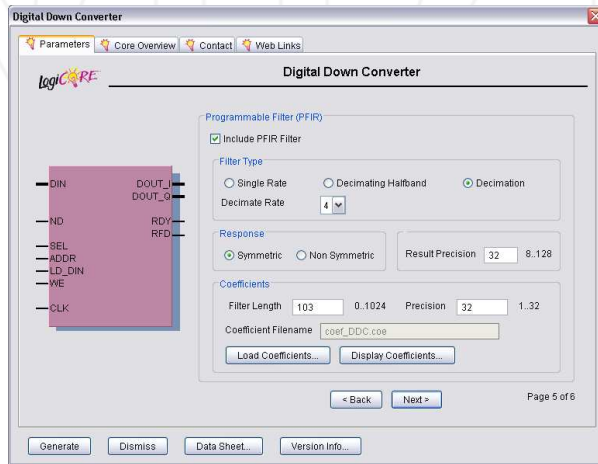 Digital Down Converter
Parameters Core Overview Contact Web Links
LogiCORE
Digital Down Converter
Programmable Filter (PFIR)
Include PFIR Filter
Filter Type
Single Rate Decimating Halfband Decimation
Decimate Rate 4
Response
Symmetric Non Symmetric
Result Precision 32 8..128
Coefficients
Filter Length 103 0..1024 Precision 32 1..32
Coefficient Filename coef_DDC.coe
Load Coefficients... Display Coefficients...
DIN DOUT_I
DOUT_Q
ND RDY
RFD
SEL
ADDR
LD_DIN
WE
CLK
< Back Next > Page 5 of 6
Generate Dismiss Data Sheet... Version Info...